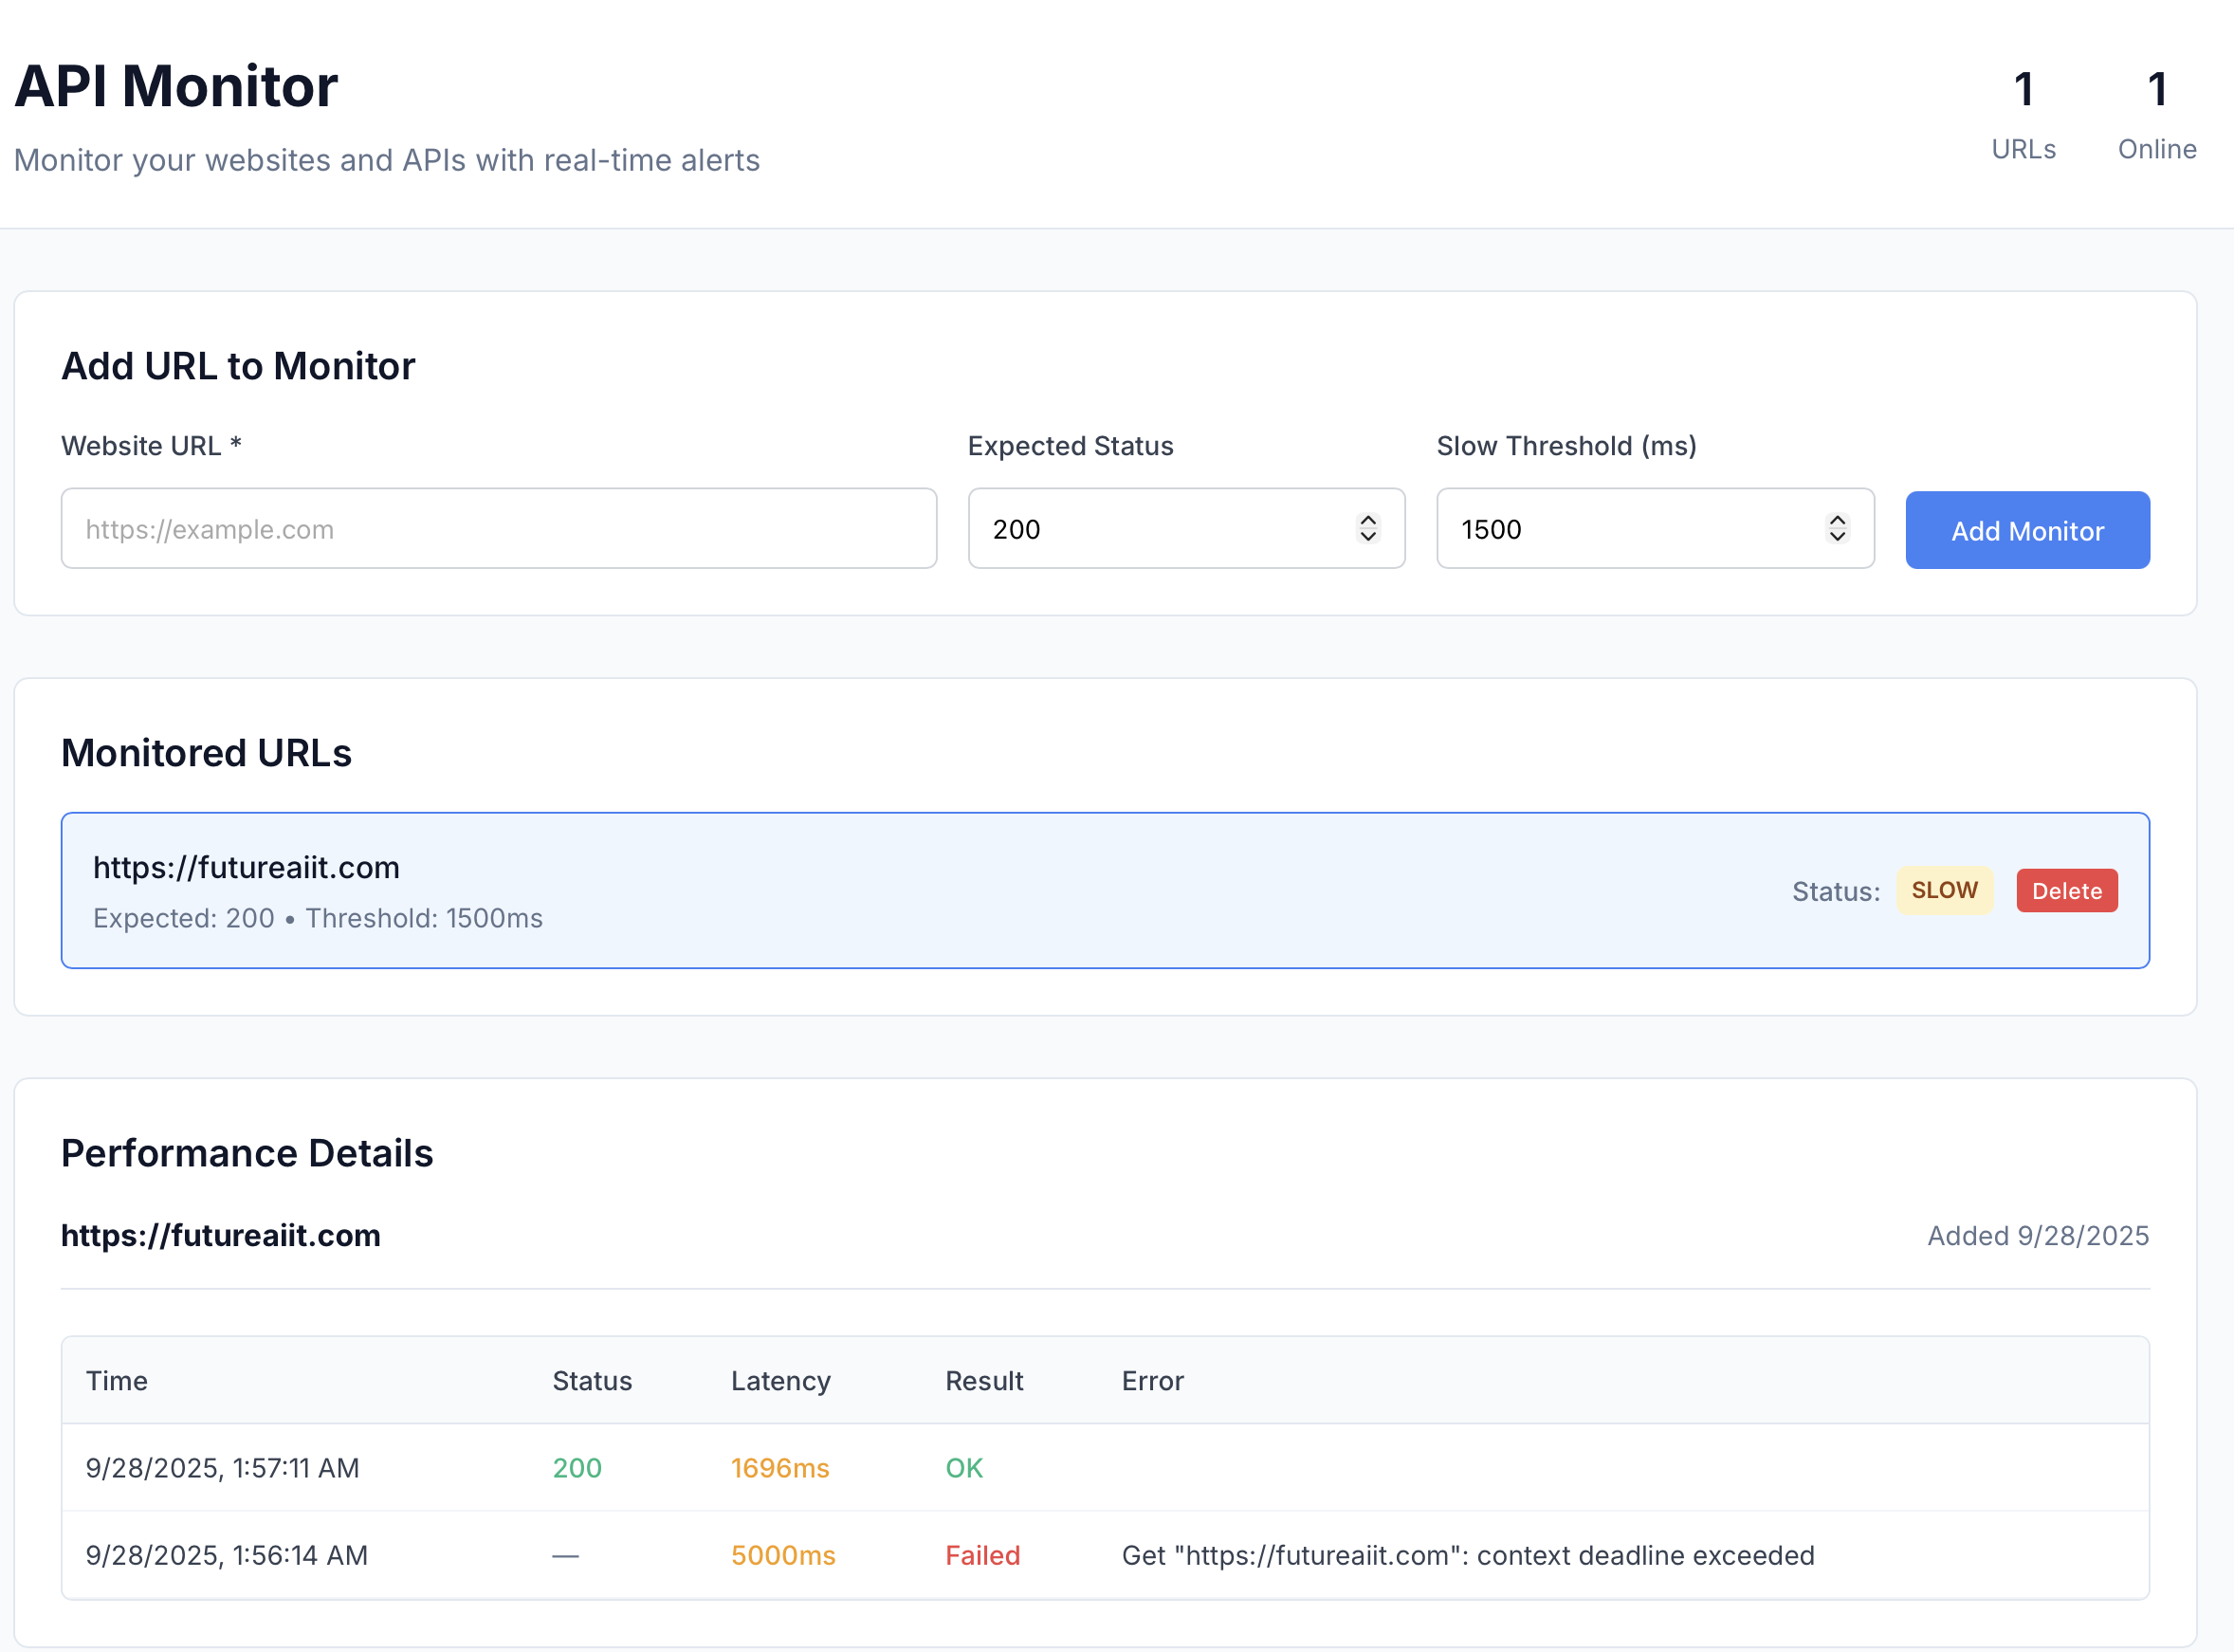 API Monitor
Monitor your websites and APIs with real-time alerts
1
URLs
1
Online
Add URL to Monitor
Website URL *
Expected Status
Slow Threshold (ms)
https://example.com
200
1500
Add Monitor
Monitored URLs
https://futureaiit.com
Expected: 200 • Threshold: 1500ms
Status: SLOW Delete
Performance Details
https://futureaiit.com
Added 9/28/2025
Time Status Latency Result Error
9/28/2025, 1:57:11 AM 200 1696ms OK
9/28/2025, 1:56:14 AM — 5000ms Failed Get "https://futureaiit.com": context deadline exceeded